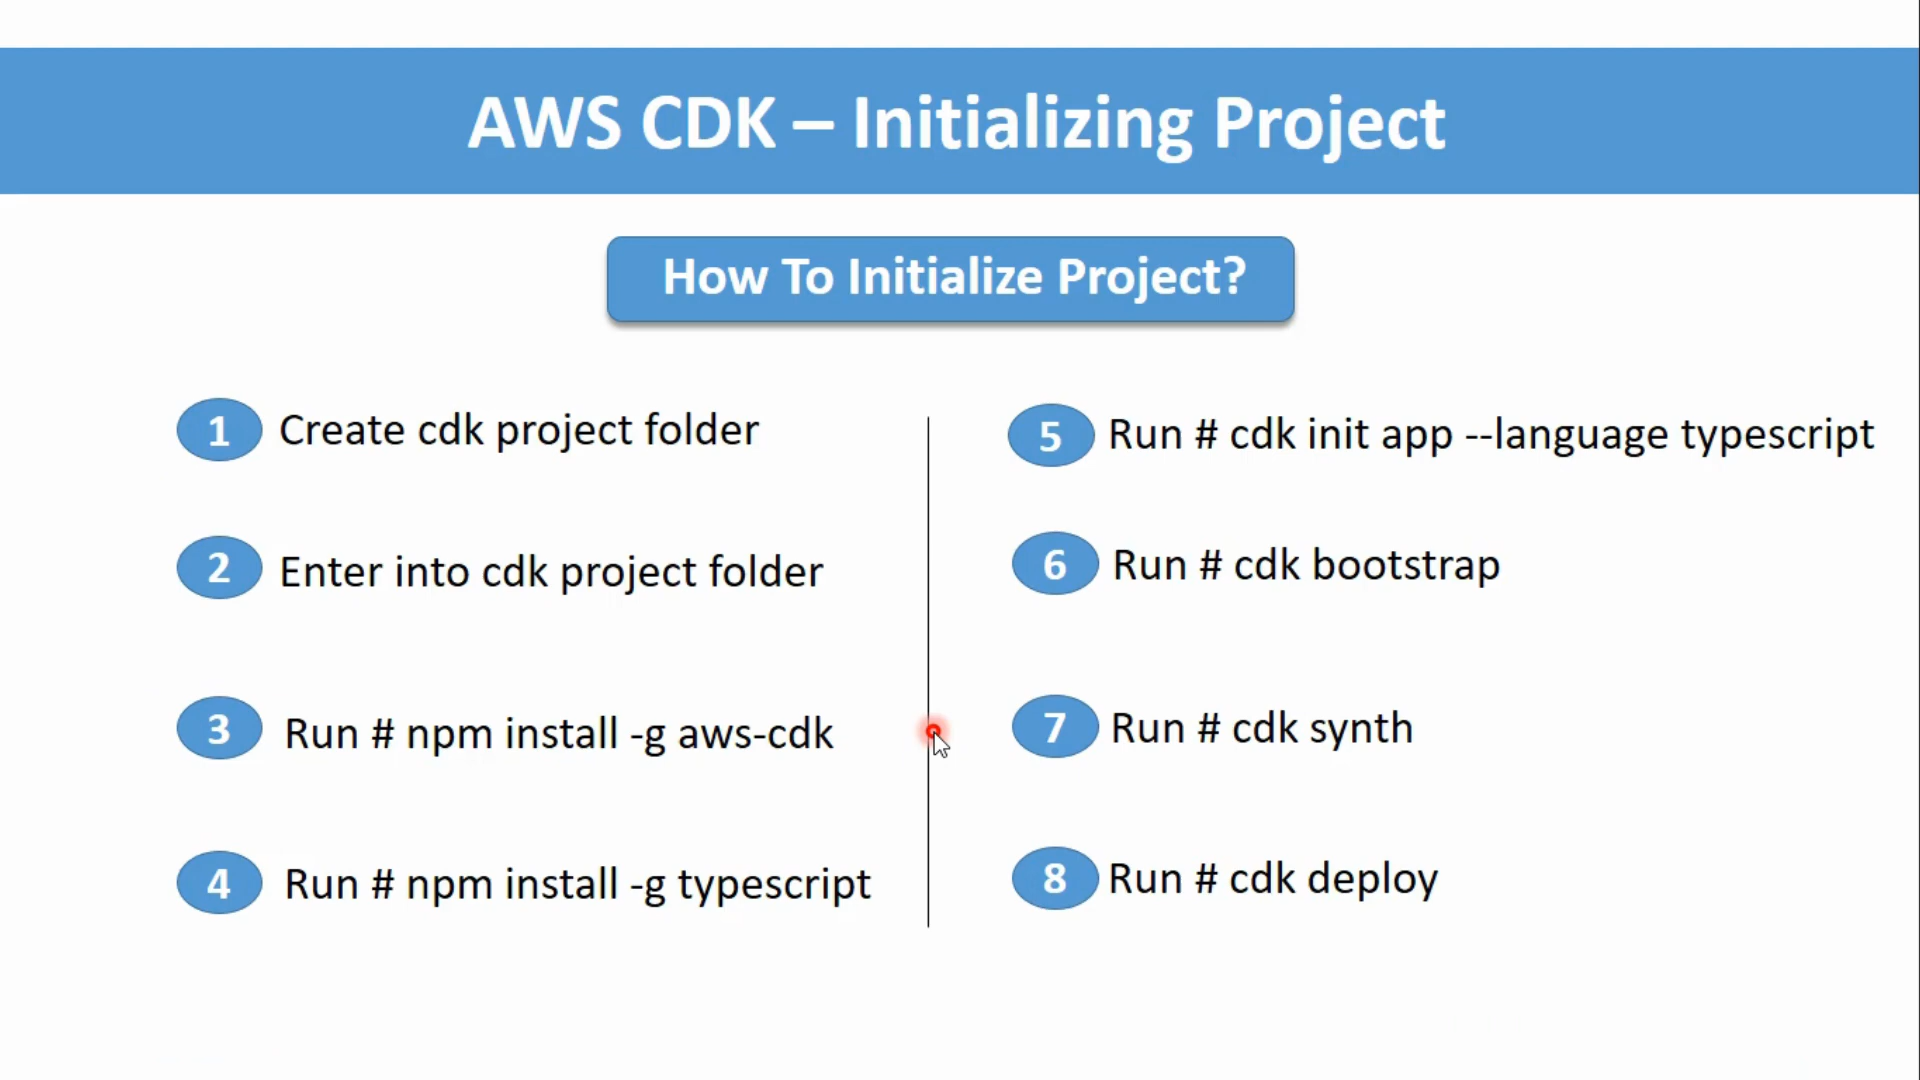 AWS CDK – Initializing Project
How To Initialize Project?
1 Create cdk project folder
2 Enter into cdk project folder
3 Run # npm install -g aws-cdk
4 Run # npm install -g typescript
5 Run # cdk init app --language typescript
6 Run # cdk bootstrap
7 Run # cdk synth
8 Run # cdk deploy